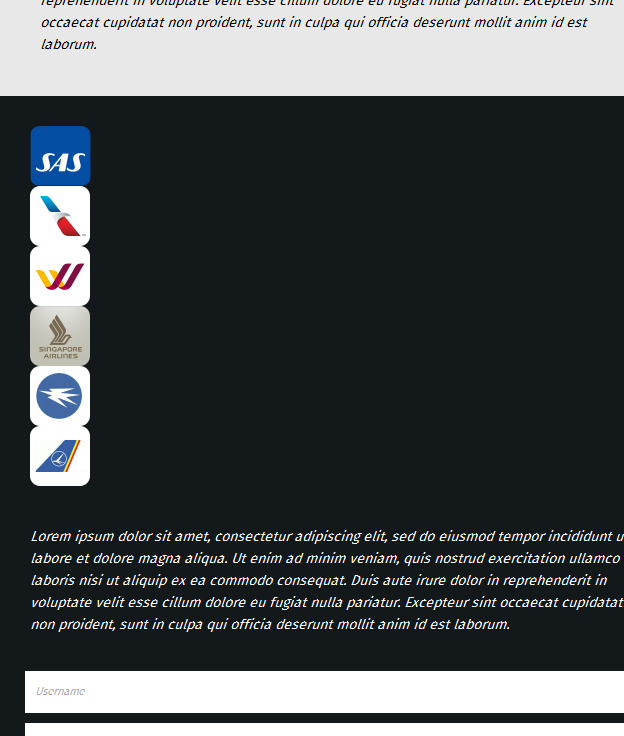 reprehenderit in voluptate velit esse cillum dolore eu fugiat nulla pariatur. Excepteur sint
occaecat cupidatat non proident, sunt in culpa qui officia deserunt mollit anim id est
laborum.
SAS
SINGAPORE
AIRLINES
Lorem ipsum dolor sit amet, consectetur adipiscing elit, sed do eiusmod tempor incididunt u
labore et dolore magna aliqua. Ut enim ad minim veniam, quis nostrud exercitation ullamco
laboris nisi ut aliquip ex ea commodo consequat. Duis aute irure dolor in reprehenderit in
voluptate velit esse cillum dolore eu fugiat nulla pariatur. Excepteur sint occaecat cupidatat
non proident, sunt in culpa qui officia deserunt mollit anim id est laborum.
Username